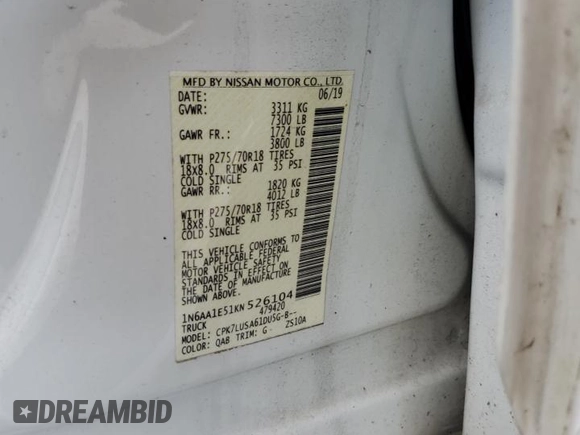 MFD BY NISSAN MOTOR CO., LTD.
DATE: 06/19
GVWR: 3311 KG
7300 LB
GAWR FR.: 1724 KG
3800 LB
WITH P275/70R18 TIRES
18x8.0 RIMS AT 35 PSI
COLD SINGLE
GAWR RR.: 1820 KG
4012 LB
WITH P275/70R18 TIRES
18x8.0 RIMS AT 35 PSI
COLD SINGLE
THIS VEHICLE CONFORMS TO
ALL APPLICABLE FEDERAL
MOTOR VEHICLE SAFETY
STANDARDS IN EFFECT ON
THE DATE OF MANUFACTURE
SHOWN ABOVE.
1N6AA1E51KN526104
TRUCK 479420
MODEL: CPK7LUSA61DUSG-B--
COLOR: QAB TRIM: G ZS10A
DREAMBID